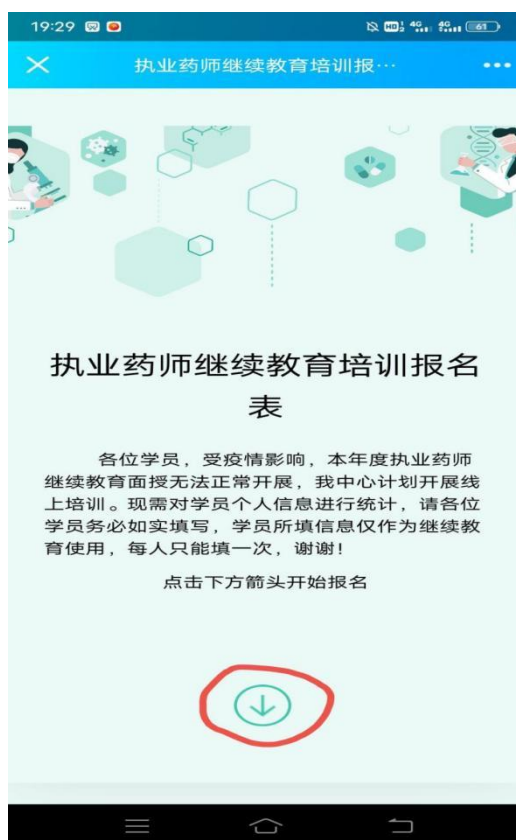 19:29
HD 2 4G 4G 61
执业药师继续教育培训报…
执业药师继续教育培训报名
表
各位学员，受疫情影响，本年度执业药师
继续教育面授无法正常开展，我中心计划开展线
上培训。现需对学员个人信息进行统计，请各位
学员务必如实填写，学员所填信息仅作为继续教
育使用，每人只能填一次，谢谢！
点击下方箭头开始报名